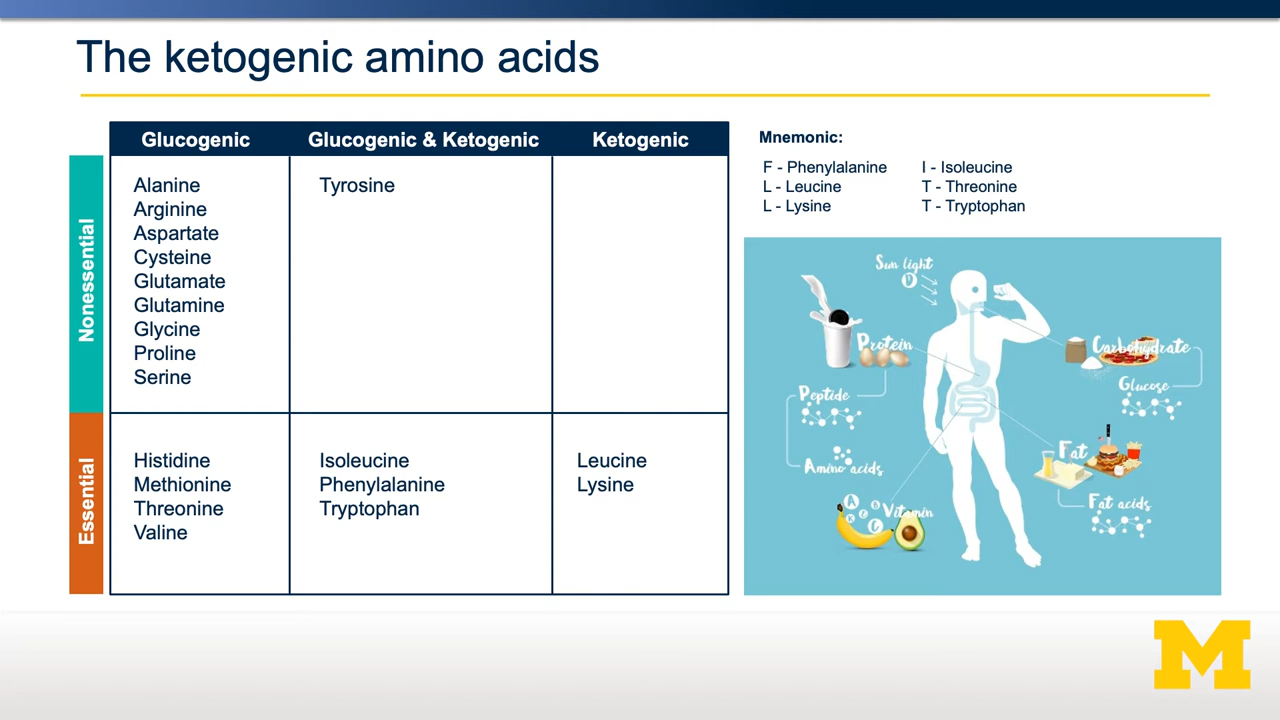 The ketogenic amino acids
Glucogenic
Glucogenic & Ketogenic
Ketogenic
Nonessential
Alanine
Arginine
Aspartate
Cysteine
Glutamate
Glutamine
Glycine
Proline
Serine
Tyrosine
Essential
Histidine
Methionine
Threonine
Valine
Isoleucine
Phenylalanine
Tryptophan
Leucine
Lysine
Mnemonic:
F - Phenylalanine
L - Leucine
L - Lysine
I - Isoleucine
T - Threonine
T - Tryptophan
Sun light
D
Protein
Peptide
Amino acids
Carbohydrate
Glucose
Fat
Fat acids
A
Vitamin
C
M